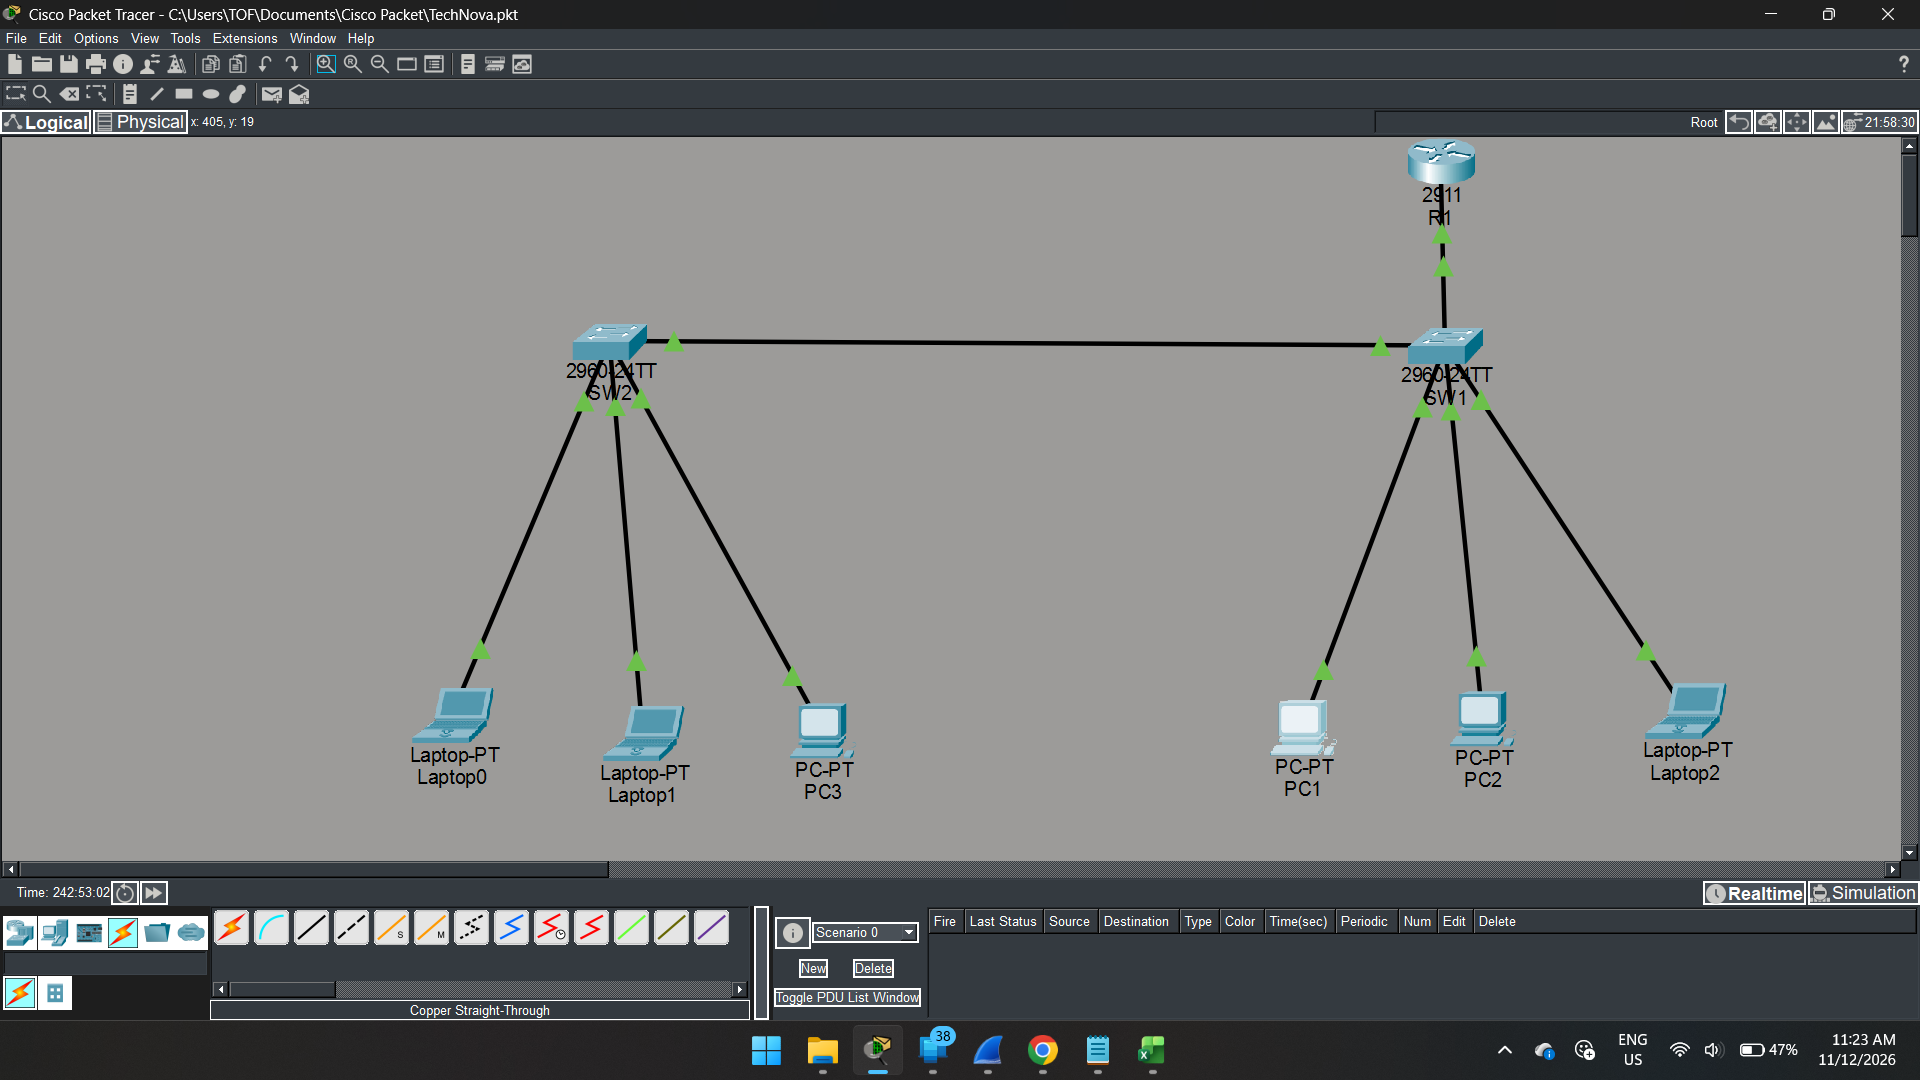 Cisco Packet Tracer - C:\Users\TOF\Documents\Cisco Packet\TechNova.pkt
File Edit Options View Tools Extensions Window Help
?
Logical Physical x: 405, y: 19 Root 21:58:30
2911
R1
2960-24TT
SW2
2960-24TT
SW1
Laptop-PT
Laptop0
Laptop-PT
Laptop1
PC-PT
PC3
PC-PT
PC1
PC-PT
PC2
Laptop-PT
Laptop2
Time: 242:53:02 Realtime Simulation
S M
Scenario 0
New Delete
Toggle PDU List Window
Fire Last Status Source Destination Type Color Time(sec) Periodic Num Edit Delete
Copper Straight-Through
38
ENG
US
47%
11:23 AM
11/12/2026